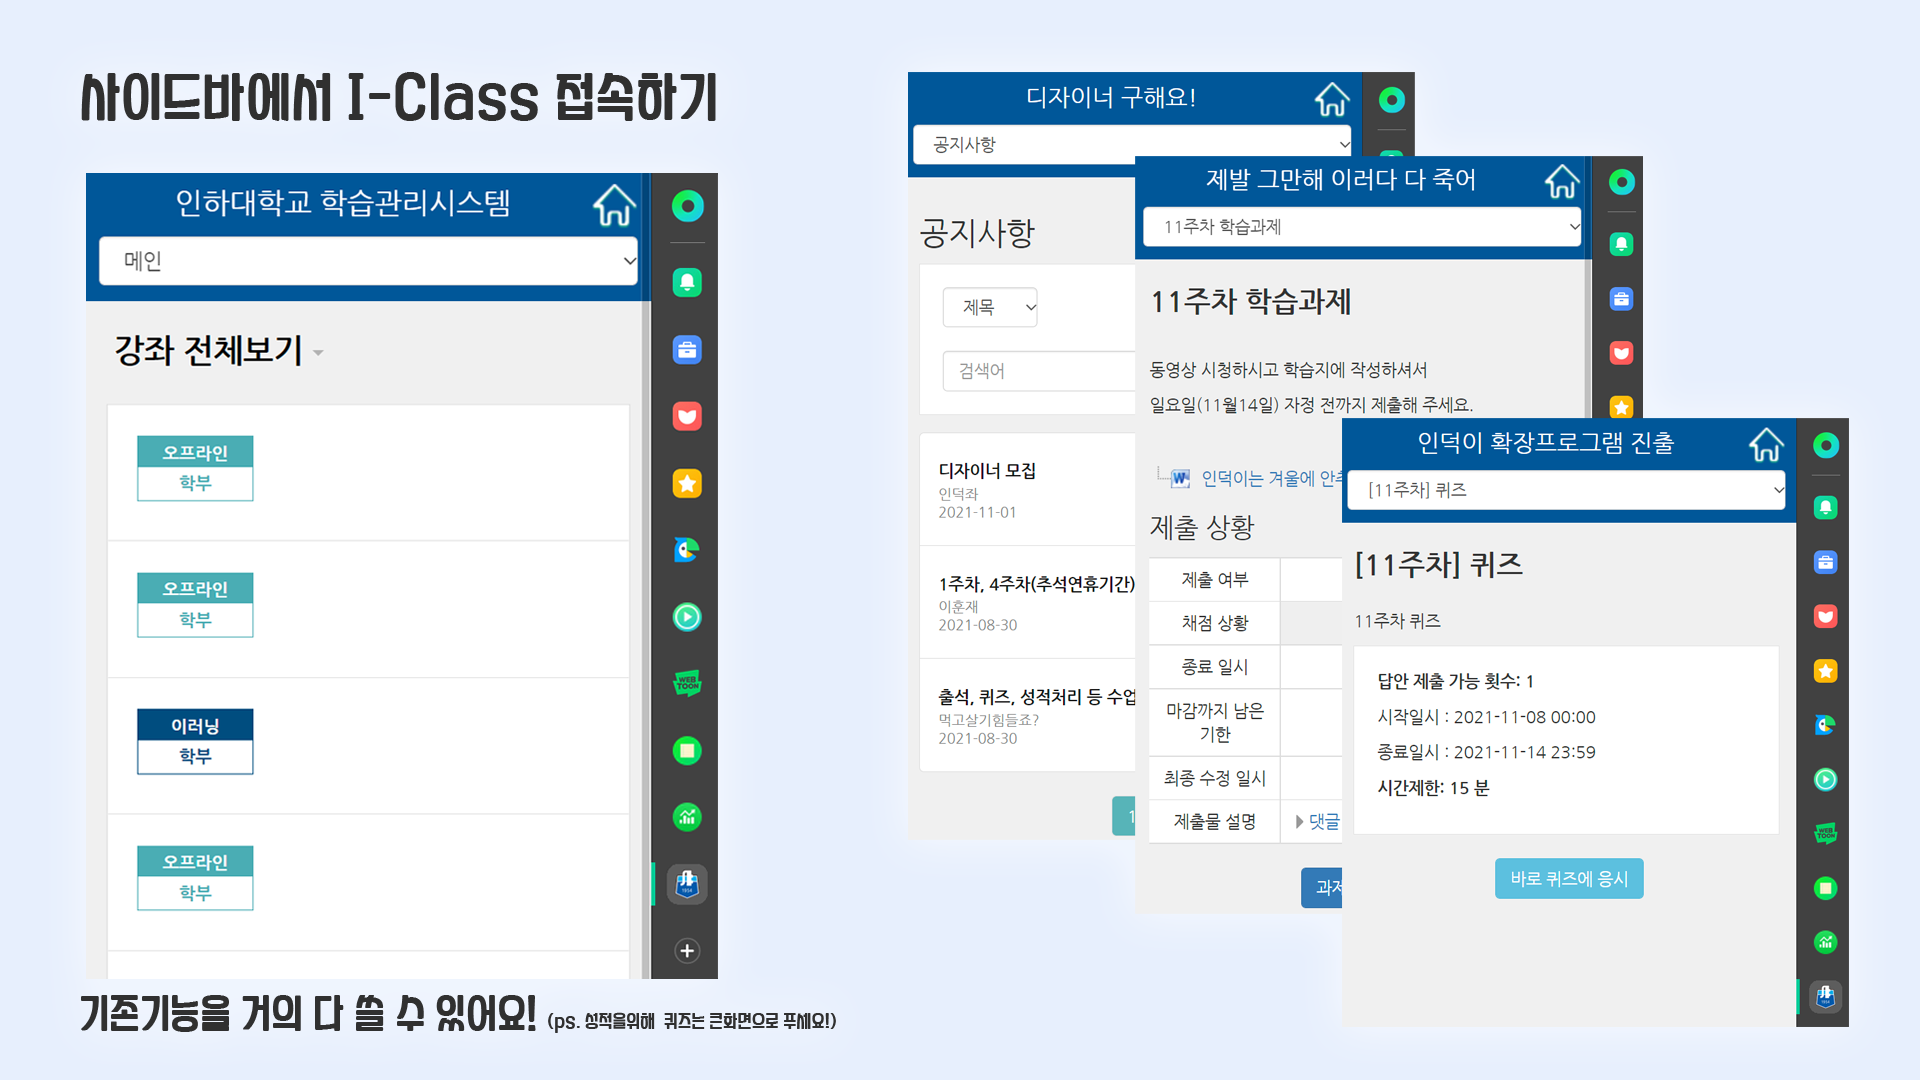 사이드바에서 I-Class 접속하기
인하대학교 학습관리시스템
메인
강좌 전체보기
오프라인
학부
오프라인
학부
이러닝
학부
오프라인
학부
WEB
TOON
기존기능을 거의 다 쓸 수 있어요! (ps. 성적을위해 퀴즈는 큰화면으로 푸세요!)
디자이너 구해요!
공지사항
공지사항
제목
검색어
디자이너 모집
인덕좌
2021-11-01
1주차, 4주차(추석연휴기간)
이훈재
2021-08-30
출석, 퀴즈, 성적처리 등 수업
먹고살기힘들죠?
2021-08-30
1
제발 그만해 이러다 다 죽어
11주차 학습과제
11주차 학습과제
동영상 시청하시고 학습지에 작성하셔서
일요일(11월14일) 자정 전까지 제출해 주세요.
인덕이는 겨울에 안추
제출 상황
제출 여부
채점 상황
종료 일시
마감까지 남은
기한
최종 수정 일시
제출물 설명
댓글
과제
인덕이 확장프로그램 진출
[11주차] 퀴즈
[11주차] 퀴즈
11주차 퀴즈
답안 제출 가능 횟수: 1
시작일시 : 2021-11-08 00:00
종료일시 : 2021-11-14 23:59
시간제한: 15 분
바로 퀴즈에 응시
WEB
TOON